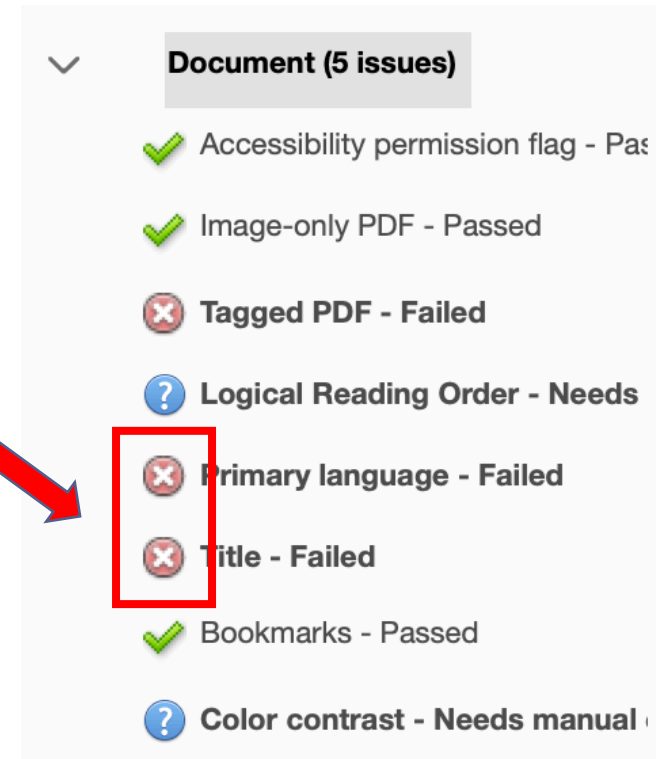 Document (5 issues)
Accessibility permission flag - Pas
Image-only PDF - Passed
Tagged PDF - Failed
Logical Reading Order - Needs
Primary language - Failed
Title - Failed
Bookmarks - Passed
Color contrast - Needs manual